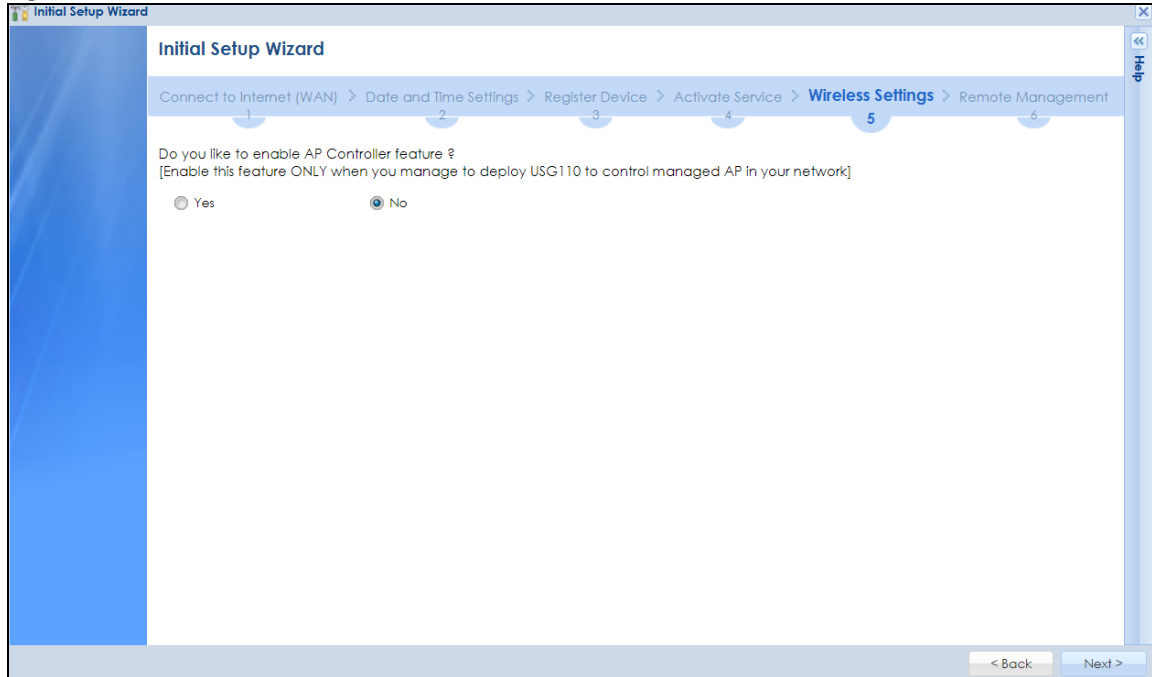 Initial Setup Wizard
Initial Setup Wizard
Help
Connect to Internet (WAN) > Date and Time Settings > Register Device > Activate Service > Wireless Settings > Remote Management
1 2 3 4 5 6
Do you like to enable AP Controller feature ?
[Enable this feature ONLY when you manage to deploy USG110 to control managed AP in your network]
Yes No
< Back Next >